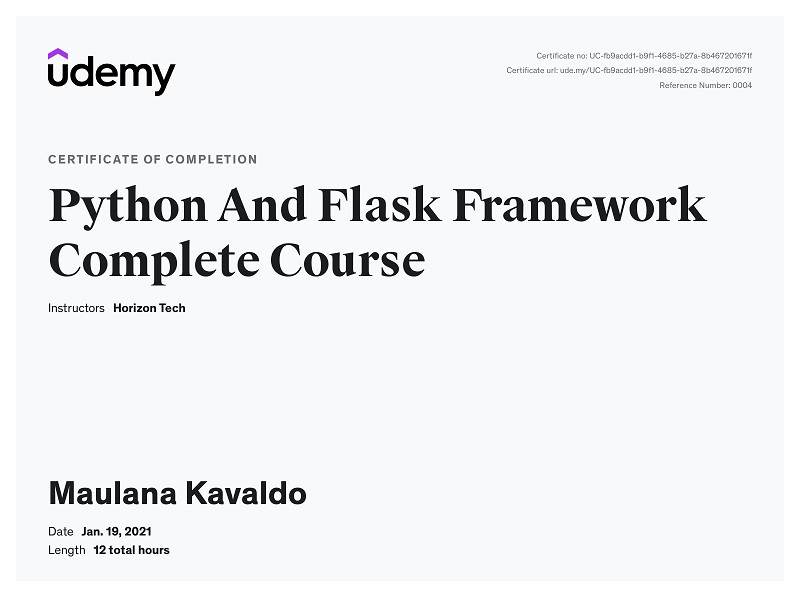 ûdemy
Certificate no: UC-fb9acdd1-b9f1-4685-b27a-8b467201671f
Certificate url: ude.my/UC-fb9acdd1-b9f1-4685-b27a-8b467201671f
Reference Number: 0004
CERTIFICATE OF COMPLETION
Python And Flask Framework
Complete Course
Instructors Horizon Tech
Maulana Kavaldo
Date Jan. 19, 2021
Length 12 total hours